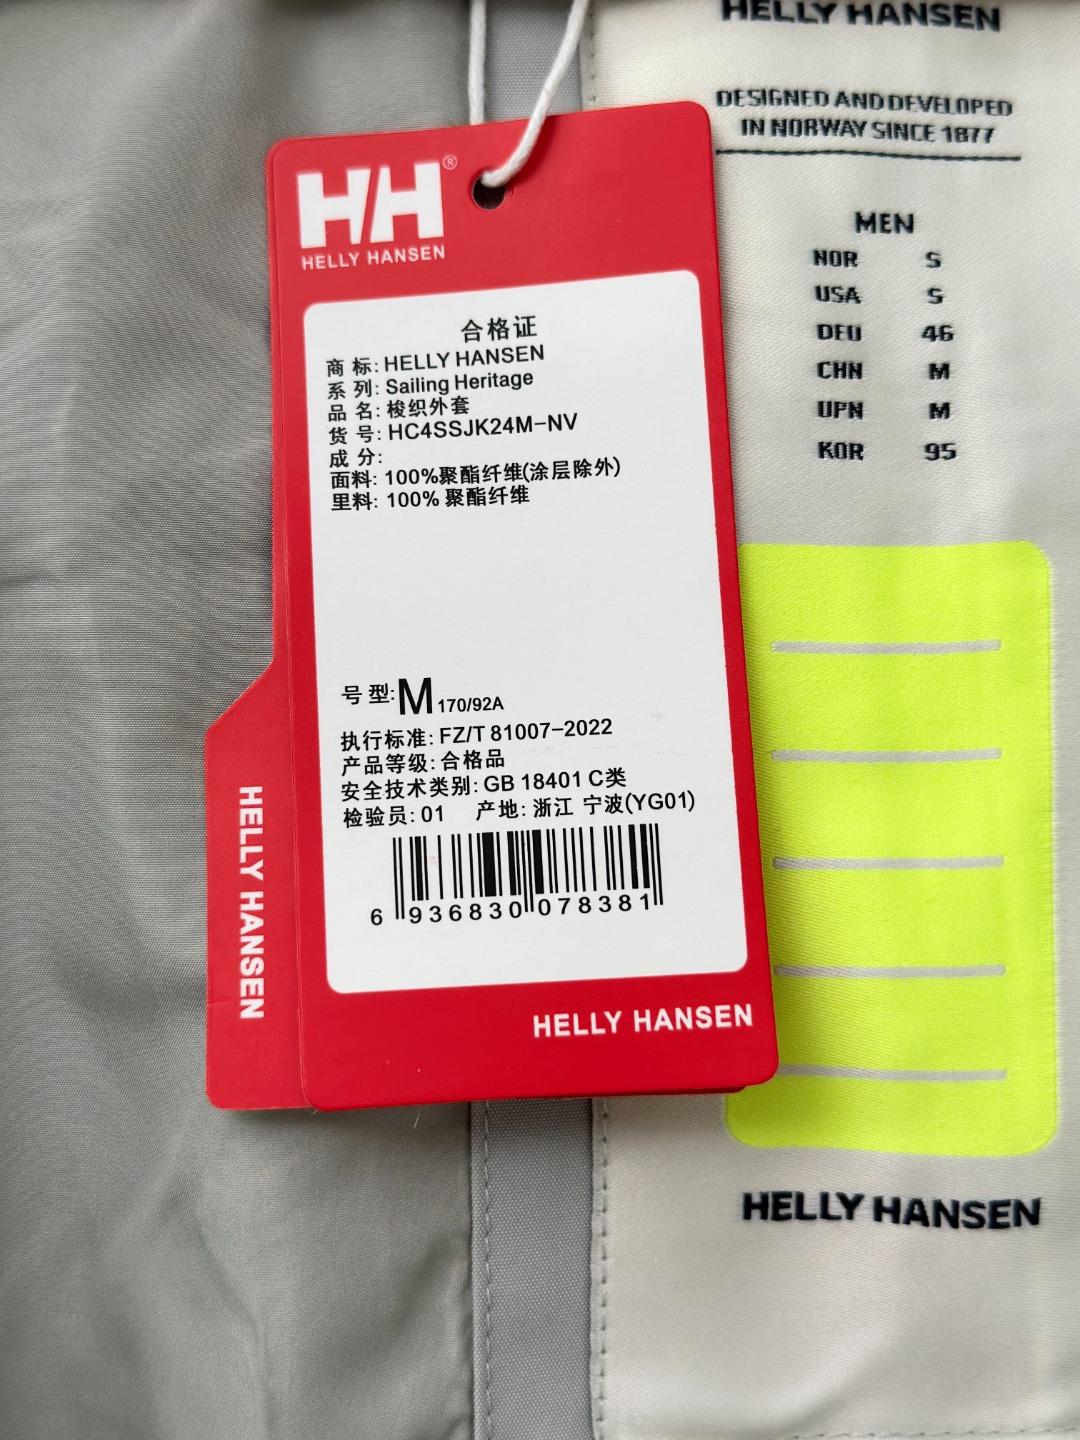 HH®
HELLY HANSEN
合格证
商 标: HELLY HANSEN
系 列: Sailing Heritage
品 名: 梭织外套
货 号: HC4SSJK24M-NV
成 分:
面料: 100%聚酯纤维(涂层除外)
里料: 100% 聚酯纤维
号 型: M 170/92A
执行标准: FZ/T 81007-2022
产品等级: 合格品
安全技术类别: GB 18401 C类
检验员: 01 产地: 浙江 宁波(YG01)
6 936830 078381
HELLY HANSEN
HELLY HANSEN
HELLY HANSEN
DESIGNED AND DEVELOPED
IN NORWAY SINCE 1877
MEN
NOR S
USA S
DEU 46
CHN M
UPN M
KOR 95
HELLY HANSEN